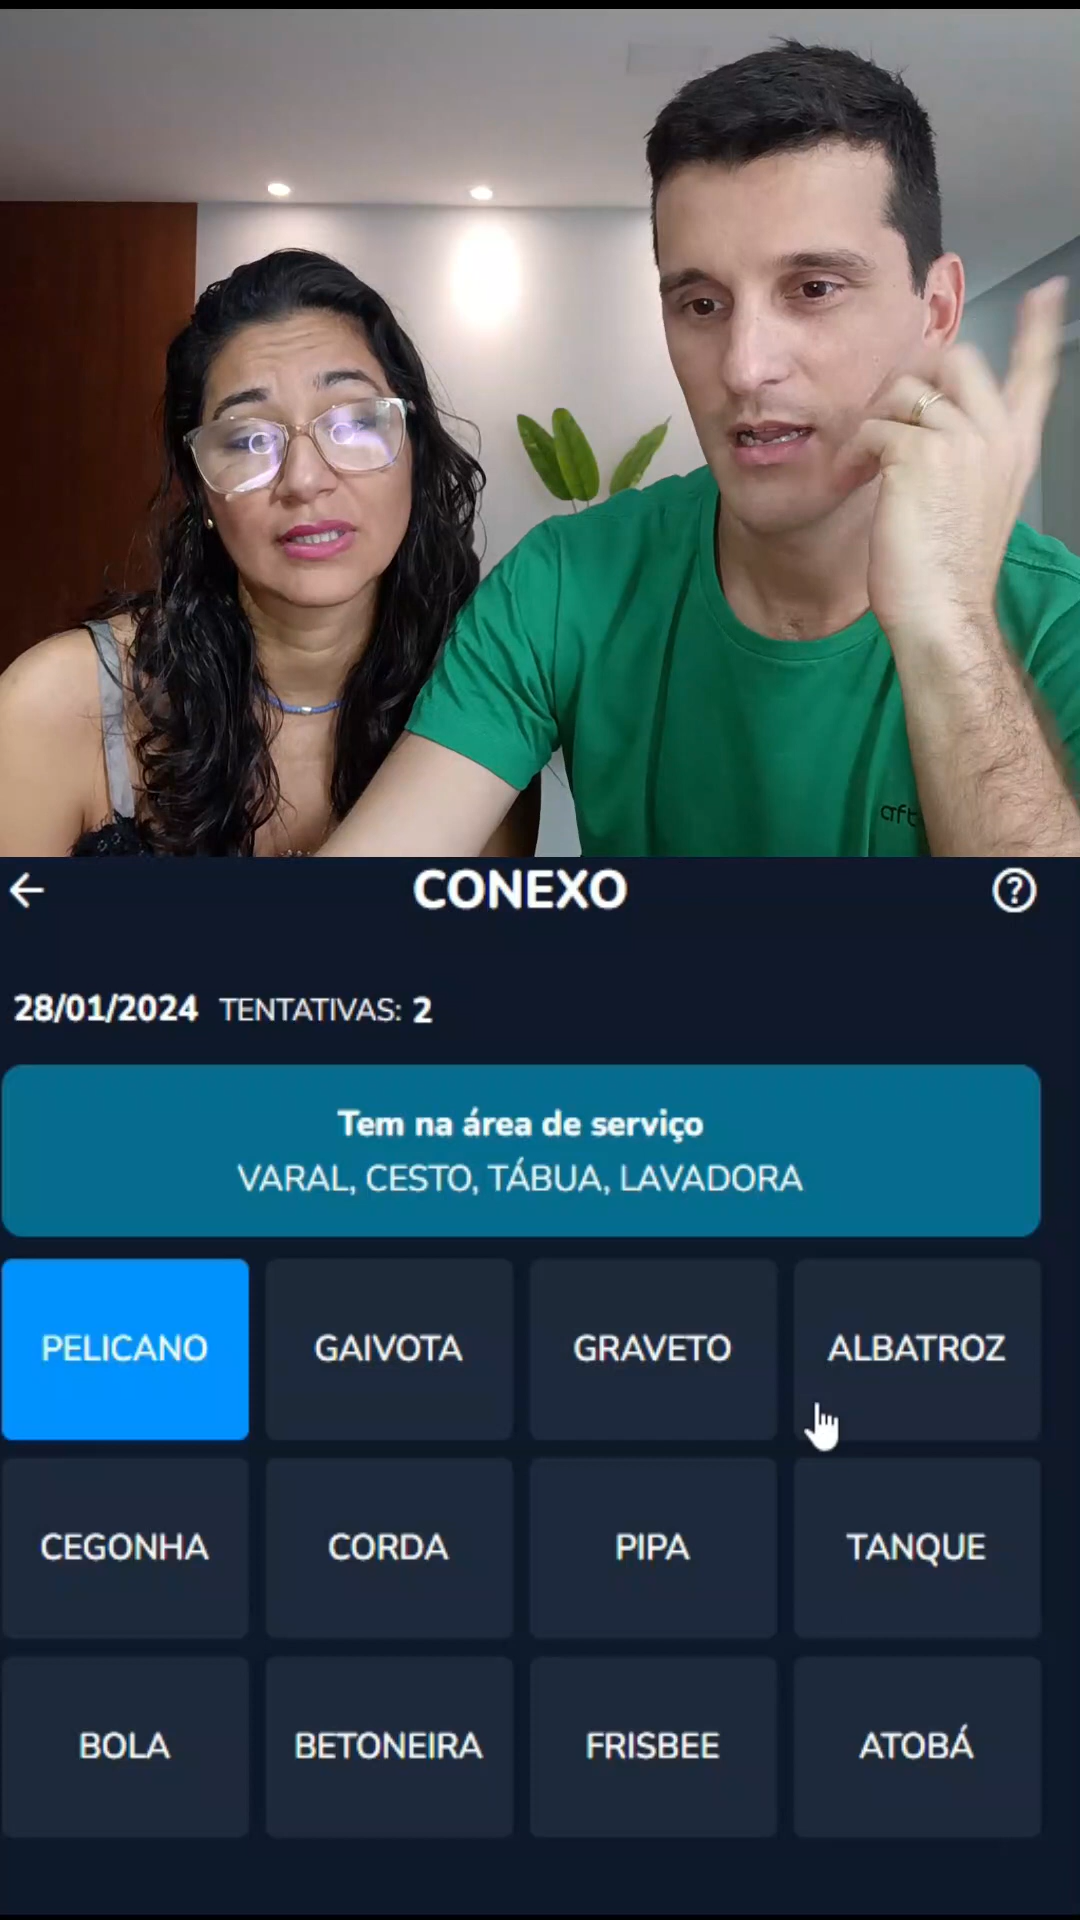 aft
CONEXO
28/01/2024 TENTATIVAS: 2
Tem na área de serviço
VARAL, CESTO, TÁBUA, LAVADORA
PELICANO GAIVOTA GRAVETO ALBATROZ
CEGONHA CORDA PIPA TANQUE
BOLA BETONEIRA FRISBEE ATOBÁ